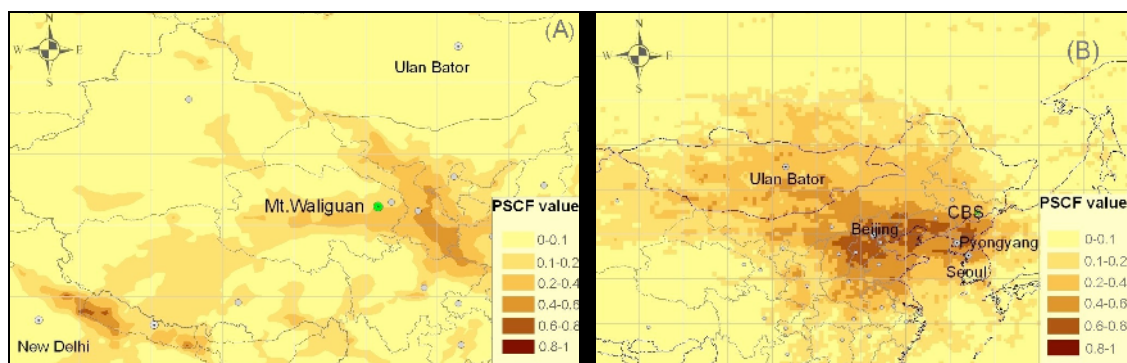 (A)
N
W E
S
Ulan Bator
Mt.Waliguan
New Delhi
PSCF value
0-0.1
0.1-0.2
0.2-0.4
0.4-0.6
0.6-0.8
0.8-1
(B)
N
W E
S
Ulan Bator
Beijing
CBS
Pyongyang
Seoul
PSCF value
0-0.1
0.1-0.2
0.2-0.4
0.4-0.6
0.6-0.8
0.8-1